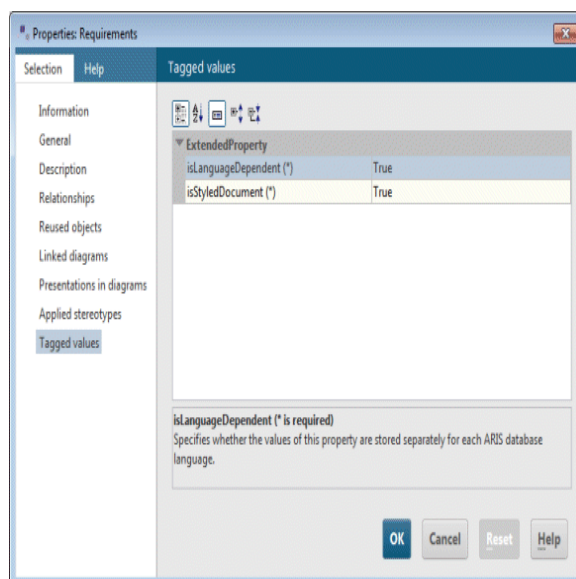 Properties: Requirements
Selection Help
Tagged values
Information
General
Description
Relationships
Reused objects
Linked diagrams
Presentations in diagrams
Applied stereotypes
Tagged values
ExtendedProperty
isLanguageDependent (*) True
isStyledDocument (*) True
isLanguageDependent (* is required)
Specifies whether the values of this property are stored separately for each ARIS database
language.
OK Cancel Reset Help